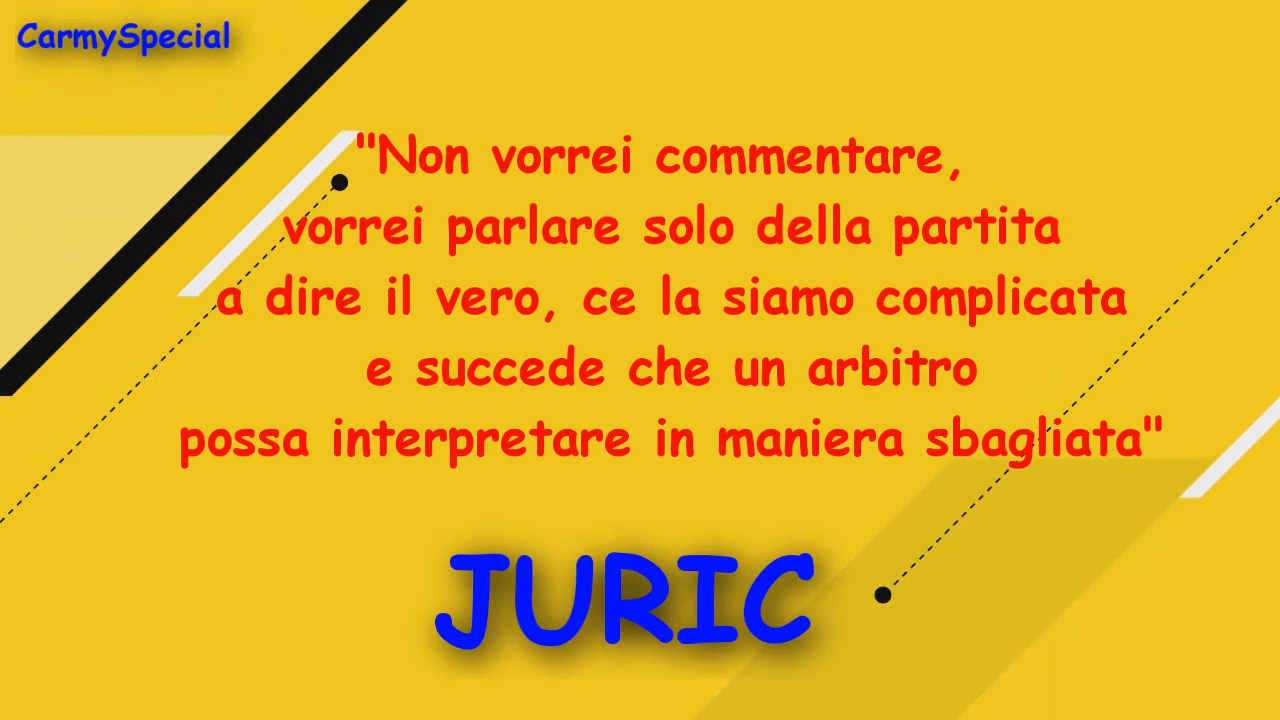 CarmySpecial
"Non vorrei commentare,
vorrei parlare solo della partita
a dire il vero, ce la siamo complicata
e succede che un arbitro
possa interpretare in maniera sbagliata"
JURIC